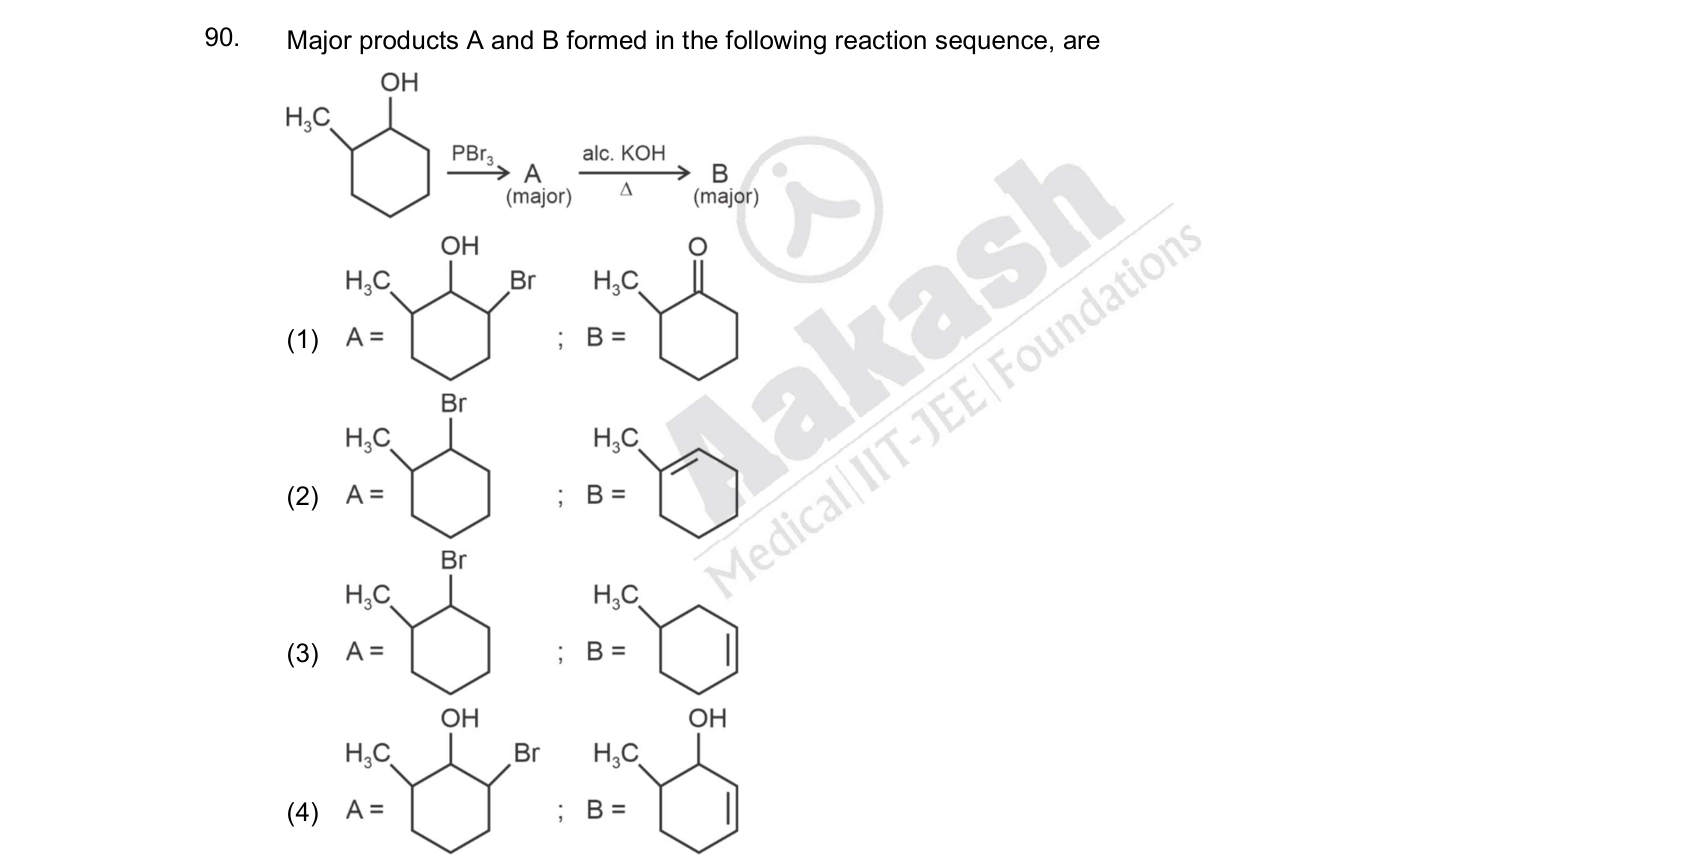 90. Major products A and B formed in the following reaction sequence, are
OH
H₃C
PBr₃ A (major) alc. KOH Δ B (major)
OH
H₃C Br H₃C O
(1) A = ; B =
Br
H₃C H₃C
(2) A = ; B =
Br
H₃C H₃C
(3) A = ; B =
OH OH
H₃C Br H₃C
(4) A = ; B =
Aakash
Medical|IIT-JEE|Foundations